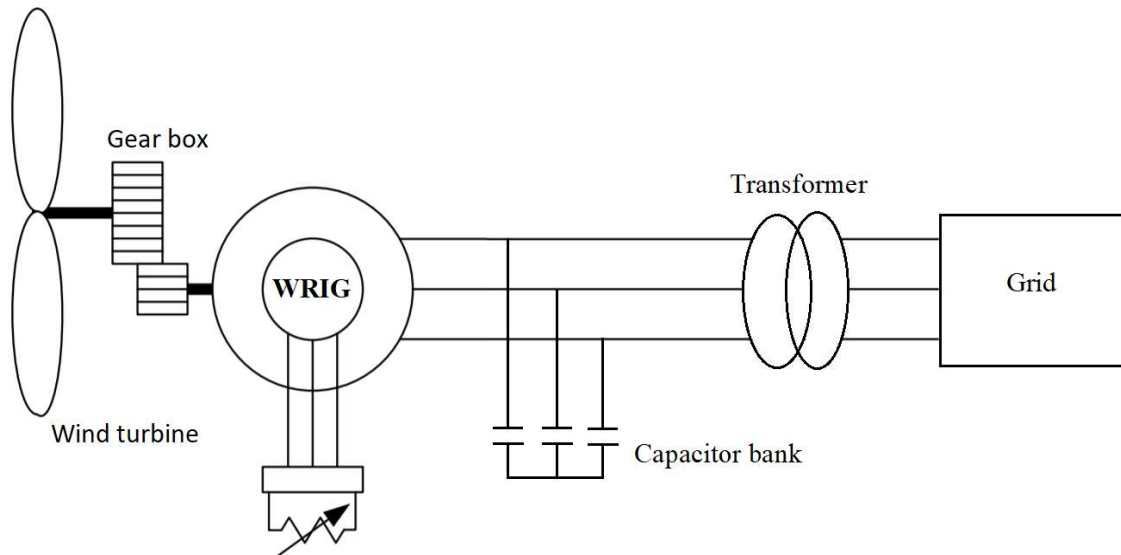 Gear box
Transformer
WRIG
Grid
Wind turbine
Capacitor bank